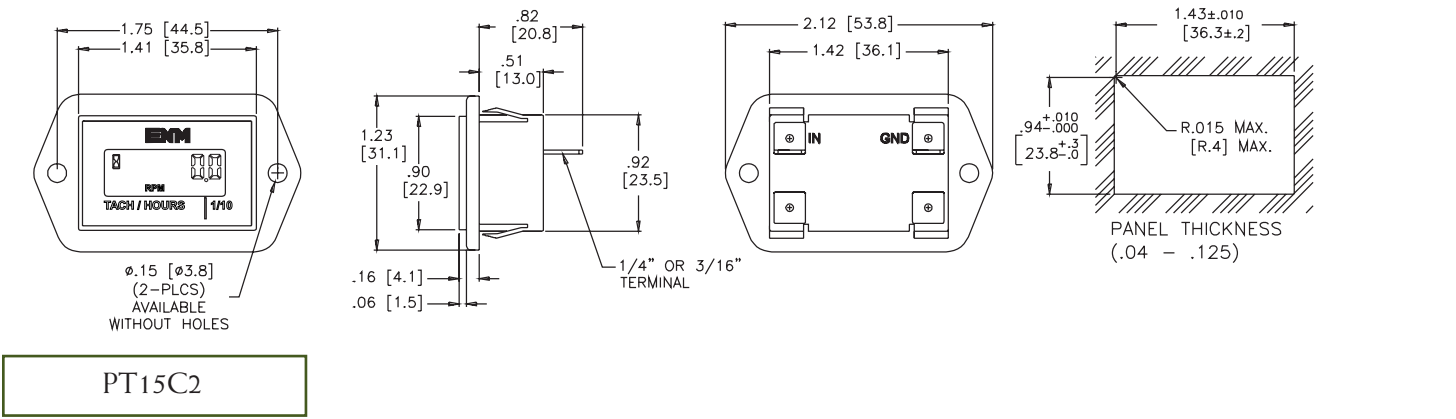 1.75 [44.5]
1.41 [35.8]
ENM
0.0
RPM
TACH / HOURS 1/10
ø.15 [ø3.8]
(2-PLCS)
AVAILABLE
WITHOUT HOLES
.82
[20.8]
.51
[13.0]
1.23
[31.1]
.90
[22.9]
.92
[23.5]
.16 [4.1]
.06 [1.5]
1/4" OR 3/16"
TERMINAL
2.12 [53.8]
1.42 [36.1]
IN GND
1.43±.010
[36.3±.2]
.94+.010-.000
[23.8+.3-.0]
R.015 MAX.
[R.4] MAX.
PANEL THICKNESS
(.04 – .125)
PT15C2